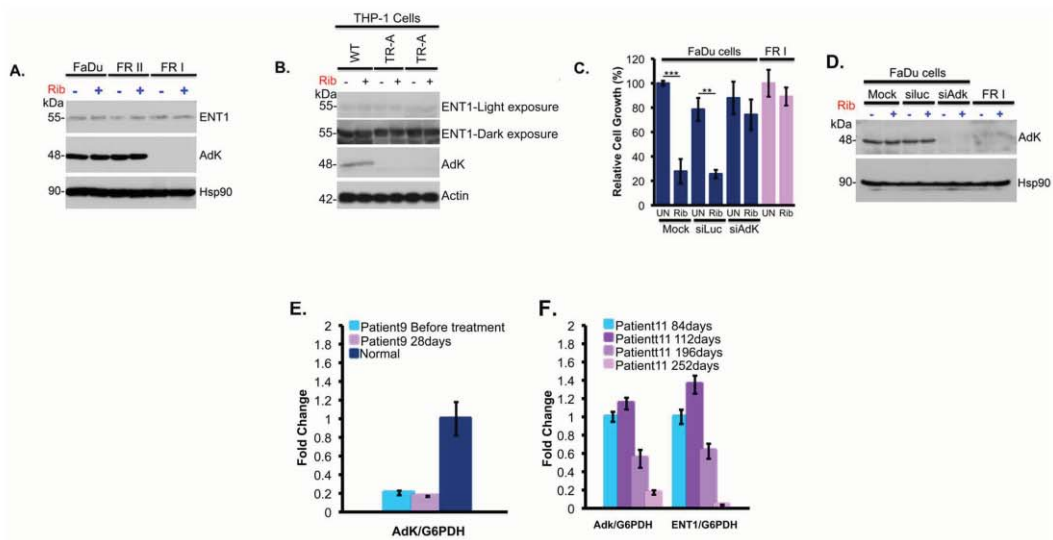 A.
FaDu FR II FR I
Rib - + - + - +
kDa
55- ENT1
48- AdK
90- Hsp90
B.
THP-1 Cells
WT TR-A TR-A
Rib - + - + - +
kDa
55- ENT1-Light exposure
55- ENT1-Dark exposure
48- AdK
42- Actin
C.
FaDu cells FR I
Relative Cell Growth (%)
120
100
80
60
40
20
0
*** **
UN Rib UN Rib UN Rib UN Rib
Mock siLuc siAdK
D.
FaDu cells
Mock siluc siAdk FR I
Rib - + - + - + - +
kDa
48- AdK
90- Hsp90
E.
Patient9 Before treatment
Patient9 28days
Normal
Fold Change
2
1.8
1.6
1.4
1.2
1
0.8
0.6
0.4
0.2
0
AdK/G6PDH
F.
Patient11 84days
Patientt11 112days
Patientt11 196days
Patient11 252days
Fold Change
2
1.8
1.6
1.4
1.2
1
0.8
0.6
0.4
0.2
0
Adk/G6PDH ENT1/G6PDH